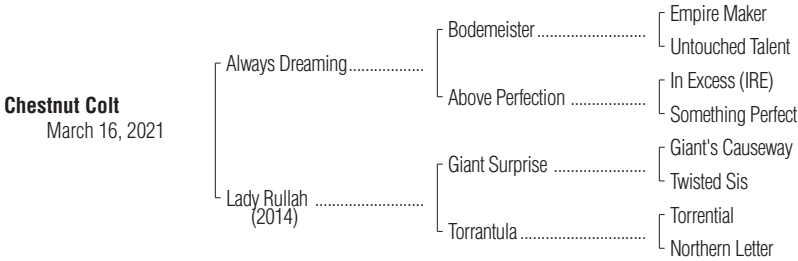 Chestnut Colt
March 16, 2021
Always Dreaming..................
Lady Rullah ..........................
(2014)
Bodemeister..........................
Above Perfection ..................
Giant Surprise ......................
Torrantula..............................
Empire Maker
Untouched Talent
In Excess (IRE)
Something Perfect
Giant's Causeway
Twisted Sis
Torrential
Northern Letter